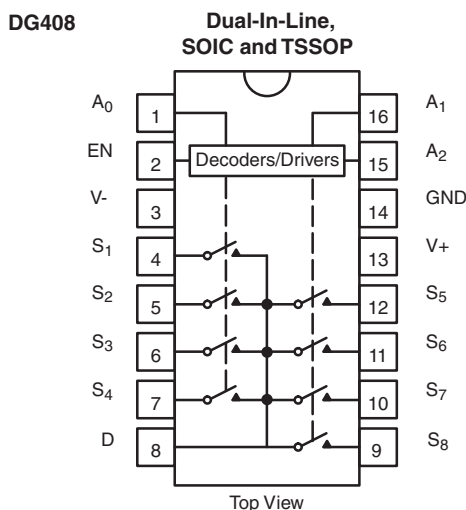 DG408
Dual-In-Line,
SOIC and TSSOP
A0 1 16 A1
EN 2 Decoders/Drivers 15 A2
V- 3 14 GND
S1 4 13 V+
S2 5 12 S5
S3 6 11 S6
S4 7 10 S7
D 8 9 S8
Top View